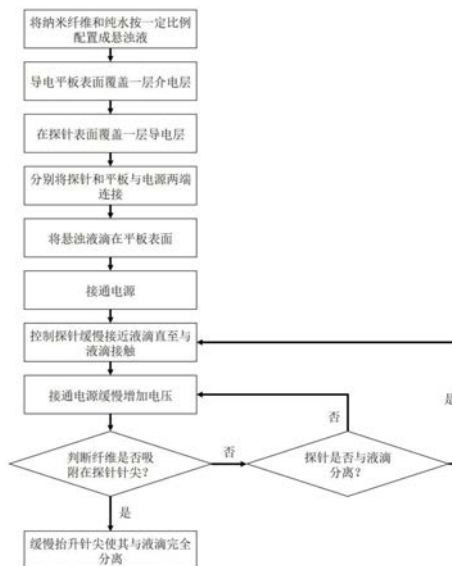 将纳米纤维和纯水按一定比例
配置成悬浊液
导电平板表面覆盖一层介电层
在探针表面覆盖一层导电层
分别将探针和平板与电源两端
连接
将悬浊液滴在平板表面
接通电源
控制探针缓慢接近液滴直至与
液滴接触
接通电源缓慢增加电压
否
是
判断纤维是否吸
附在探针针尖？
否
探针是否与液滴
分离？
是
缓慢抬升针尖使其与液滴完全
分离